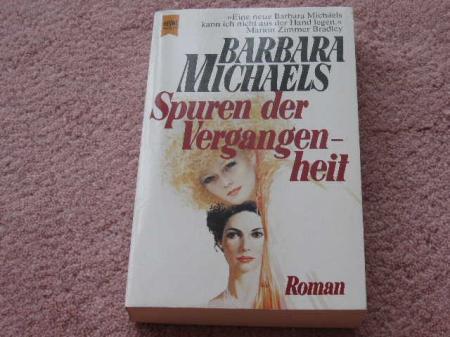 HEYNE
»Eine neue Barbara Michaels
kann ich nicht aus der Hand legen.«
Marion Zimmer Bradley
BARBARA
MICHAELS
Spuren der
Vergangen-
heit
Roman